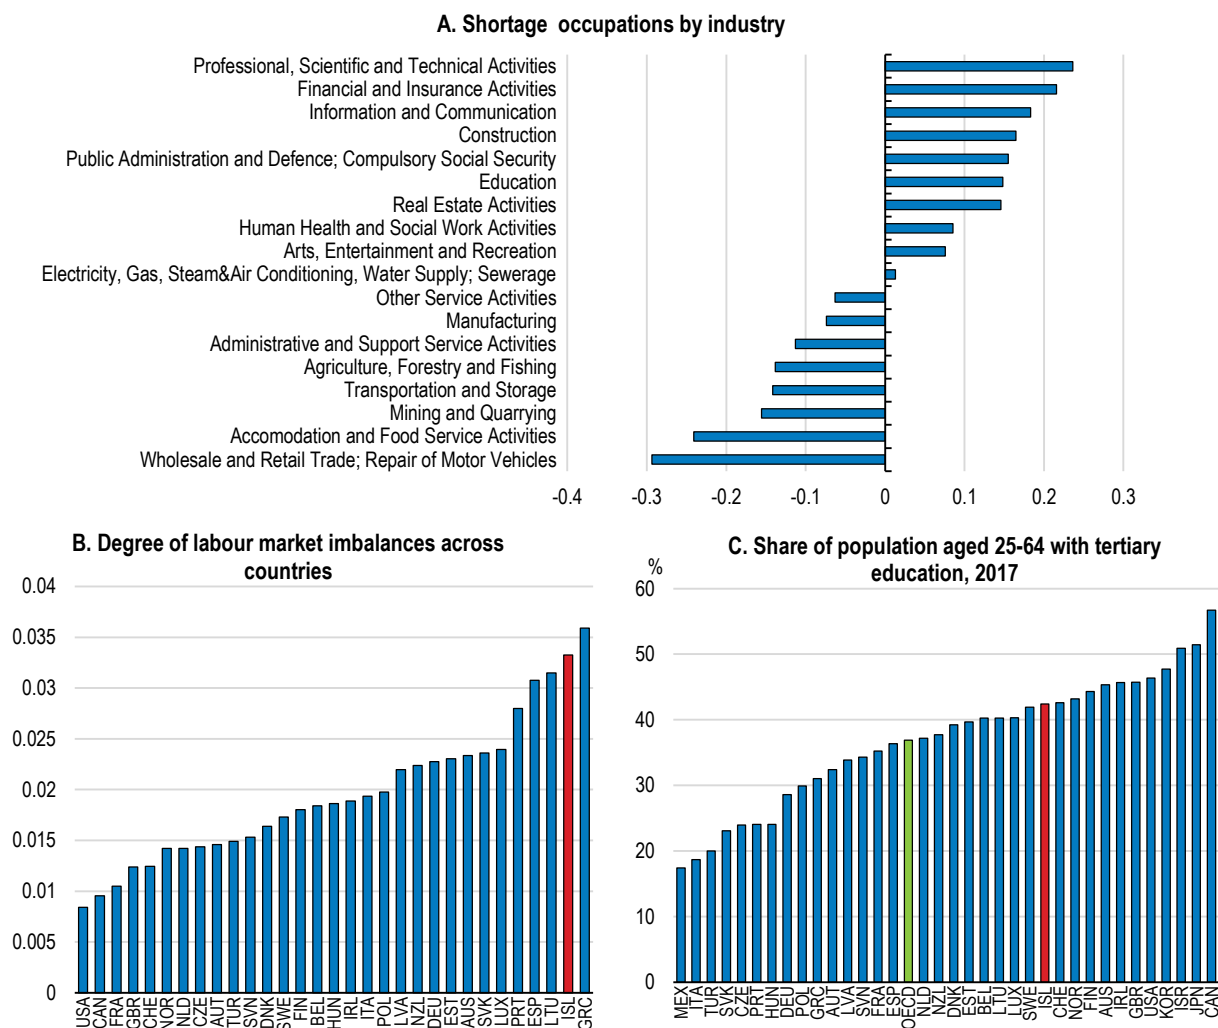 A. Shortage occupations by industry
Professional, Scientific and Technical Activities
Financial and Insurance Activities
Information and Communication
Construction
Public Administration and Defence; Compulsory Social Security
Education
Real Estate Activities
Human Health and Social Work Activities
Arts, Entertainment and Recreation
Electricity, Gas, Steam&Air Conditioning, Water Supply; Sewerage
Other Service Activities
Manufacturing
Administrative and Support Service Activities
Agriculture, Forestry and Fishing
Transportation and Storage
Mining and Quarrying
Accomodation and Food Service Activities
Wholesale and Retail Trade; Repair of Motor Vehicles
-0.4 -0.3 -0.2 -0.1 0 0.1 0.2 0.3
B. Degree of labour market imbalances across
countries
0.04
0.035
0.03
0.025
0.02
0.015
0.01
0.005
0
USA CAN FRA GBR CHE NOR NLD CZE AUT TUR SVN DNK SWE FIN BEL HUN IRL ITA POL LVA NZL DEU EST AUS SVK LUX PRT ESP LTU ISL GRC
C. Share of population aged 25-64 with tertiary
education, 2017
%
60
50
40
30
20
10
0
MEX ITA TUR SVK CZE PRT HUN DEU POL GRC AUT LVA SVN FRA ESP OECD NLD NZL DNK EST BEL LTU LUX SWE ISL CHE NOR FIN AUS IRL GBR USA KOR ISR JPN CAN